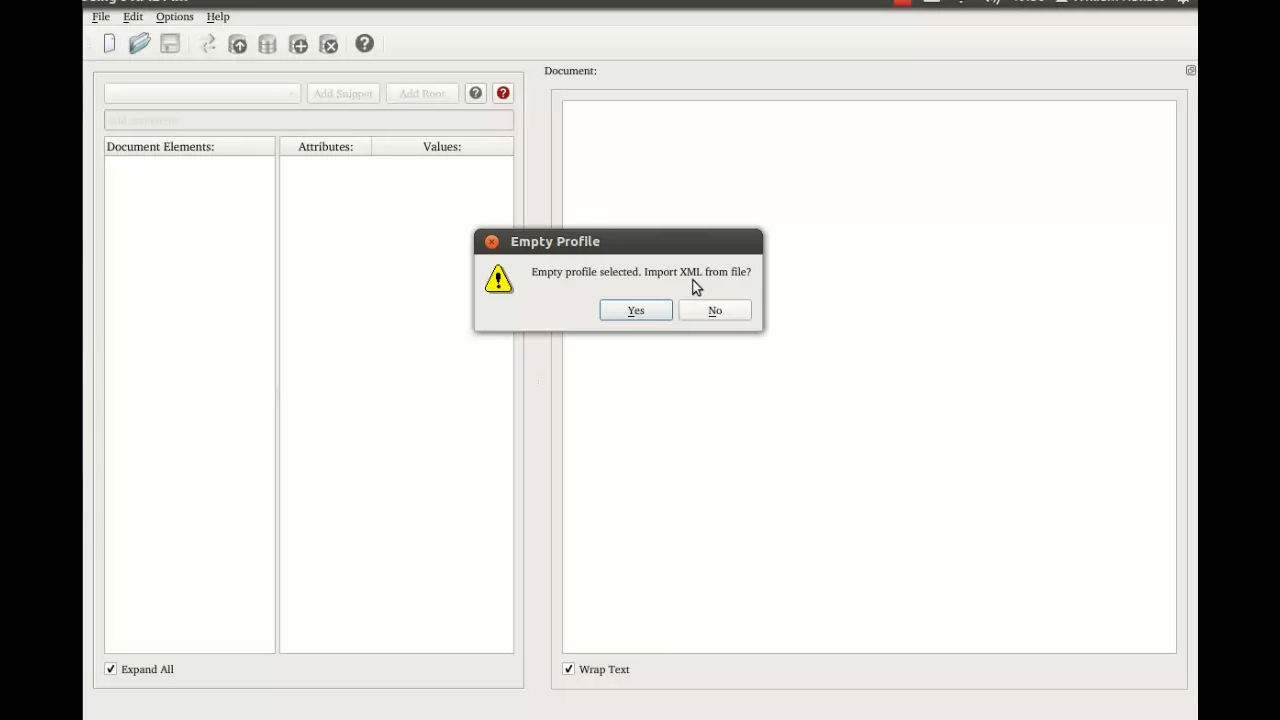 File Edit Options Help
Document:
Add Snippet Add Root
Document Elements: Attributes: Values:
Empty Profile
Empty profile selected. Import XML from file?
Yes No
Expand All
Wrap Text